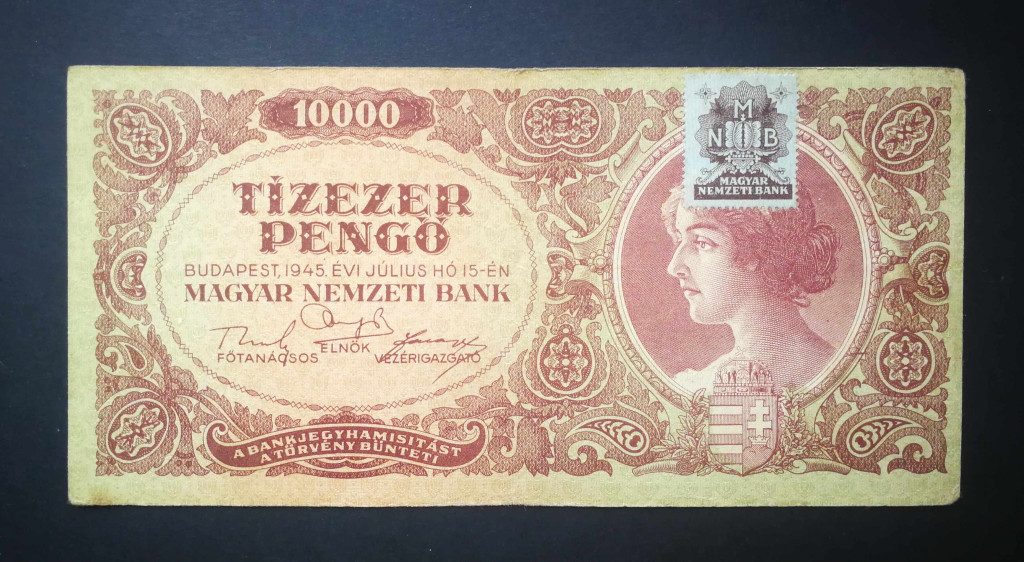 10000
TÍZEZER
PENGŐ
BUDAPEST, 1945. ÉVI JÚLIUS HÓ 15-ÉN
MAGYAR NEMZETI BANK
FŐTANÁCSOS
ELNÖK
VEZÉRIGAZGATÓ
A BANKJEGYHAMISITÁST
A TÖRVÉNY BÜNTETI
M
N B
MAGYAR
NEMZETI BANK